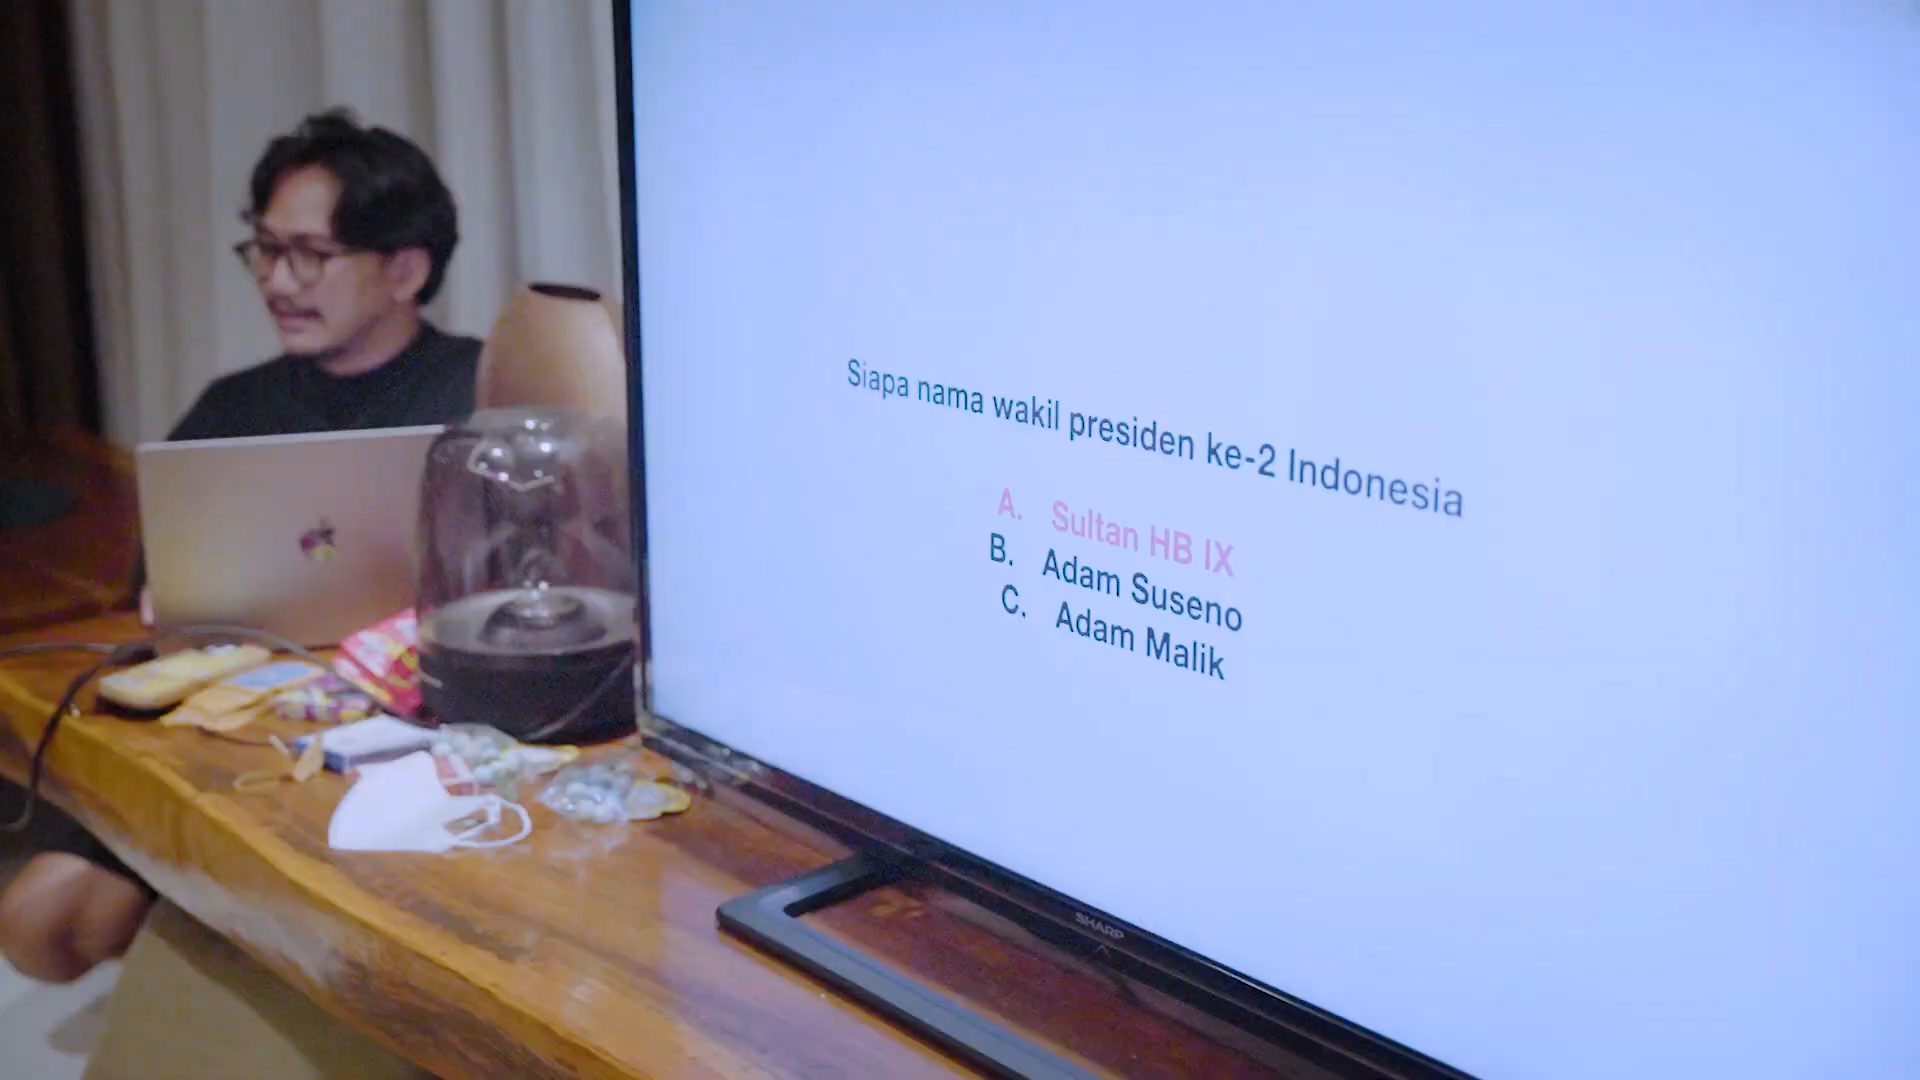 Siapa nama wakil presiden ke-2 Indonesia
A. Sultan HB IX
B. Adam Suseno
C. Adam Malik
SHARP